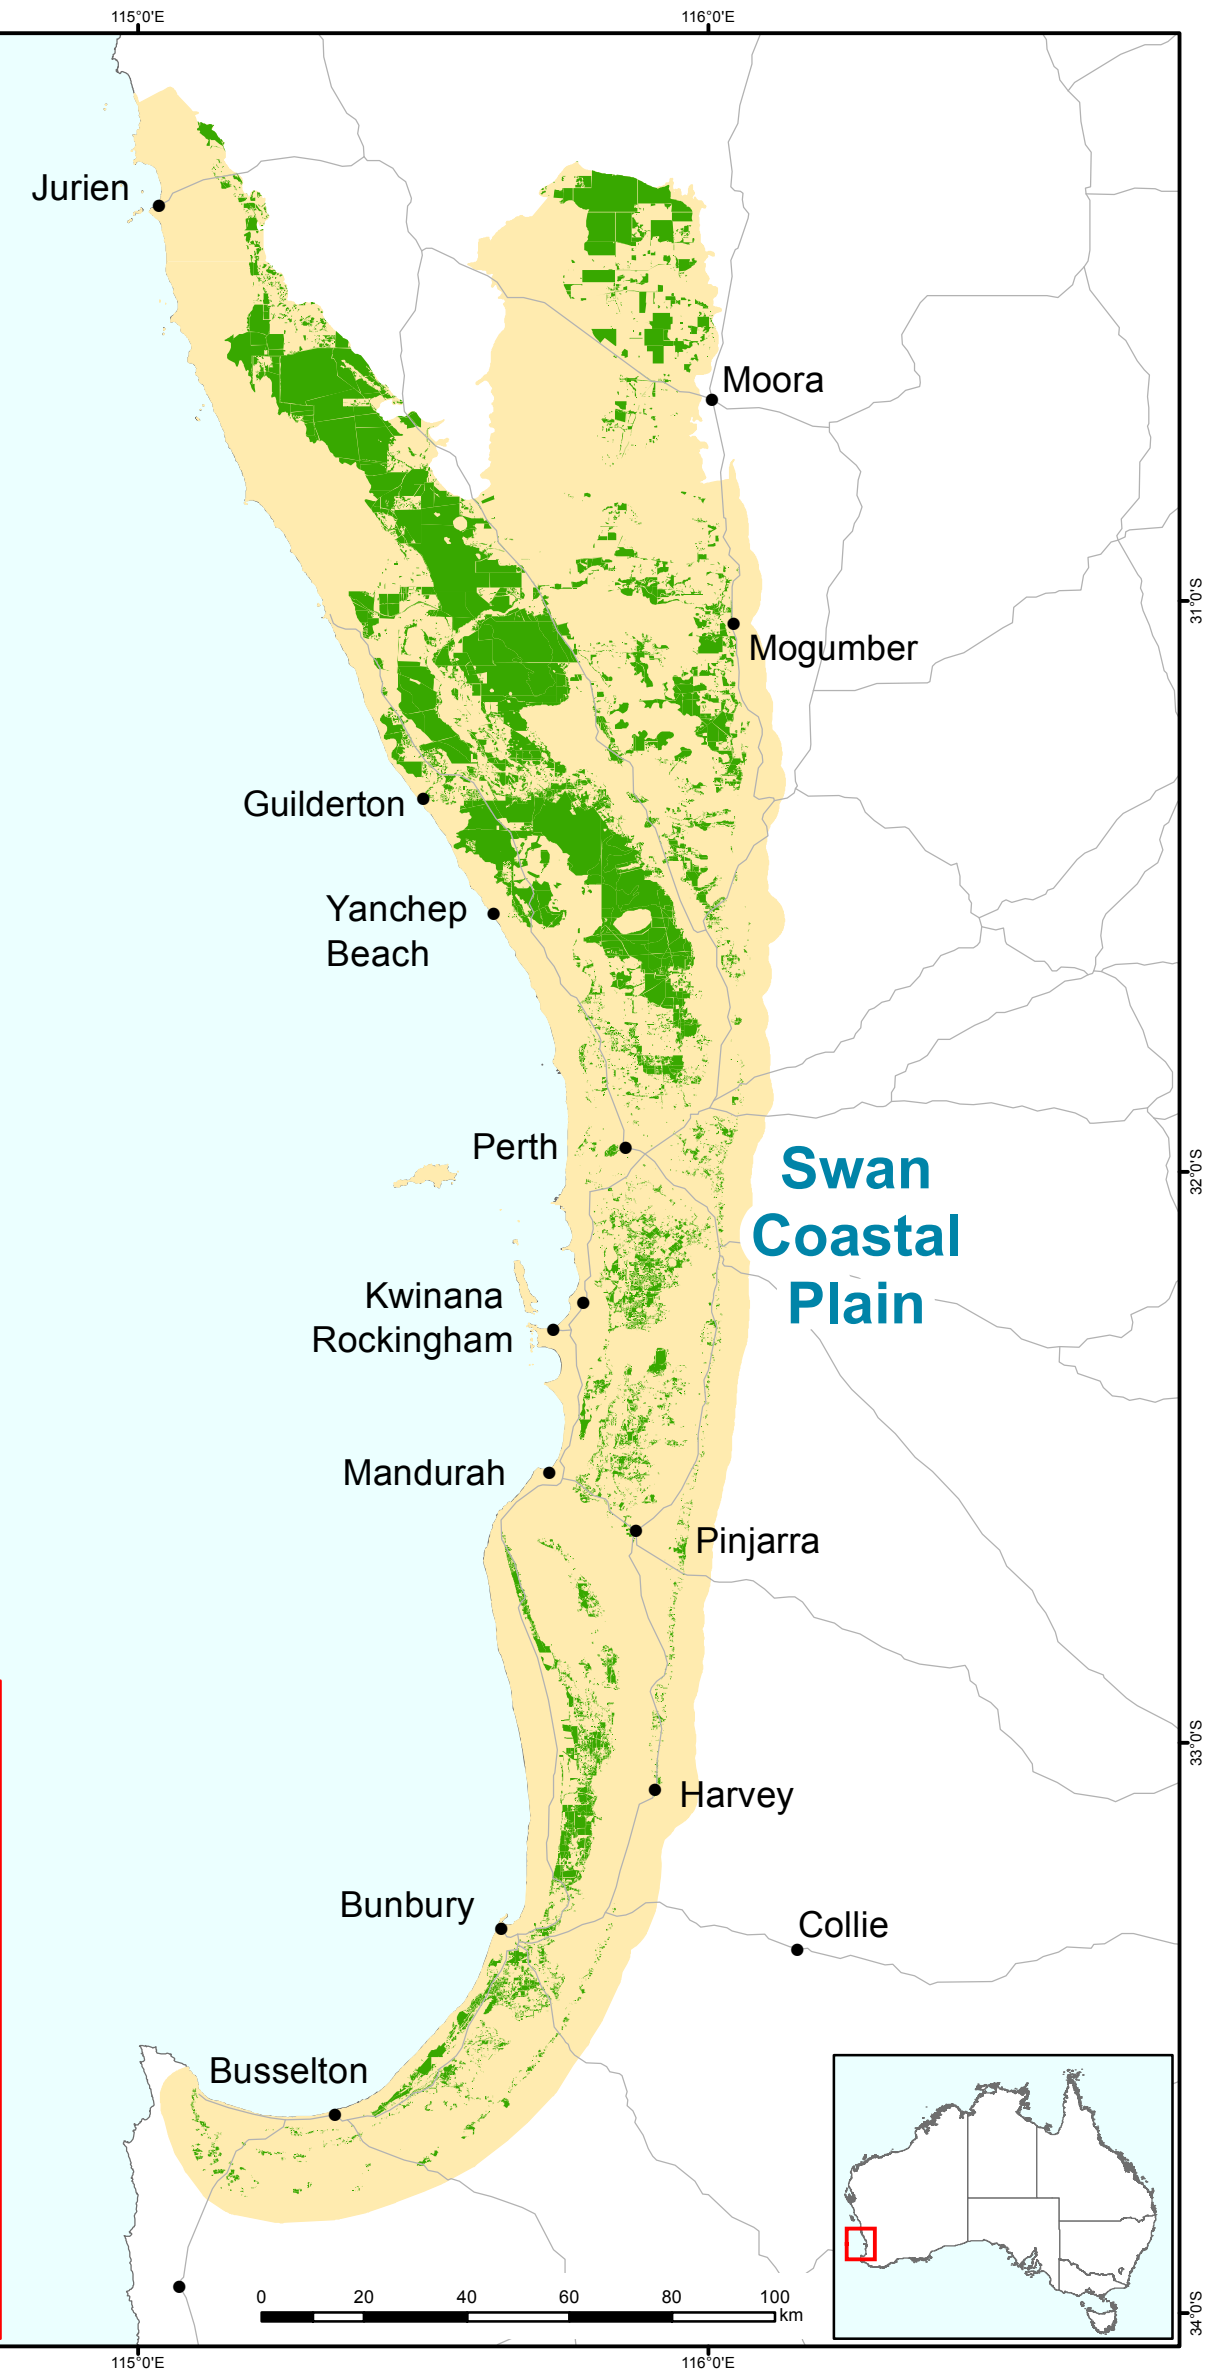 115°0'E
116°0'E
Jurien
Moora
31°0'S
Mogumber
Guilderton
Yanchep
Beach
Perth
Swan
Coastal
Plain
32°0'S
Kwinana
Rockingham
Mandurah
Pinjarra
33°0'S
Harvey
Bunbury
Collie
Busselton
0 20 40 60 80 100
km
34°0'S
115°0'E
116°0'E